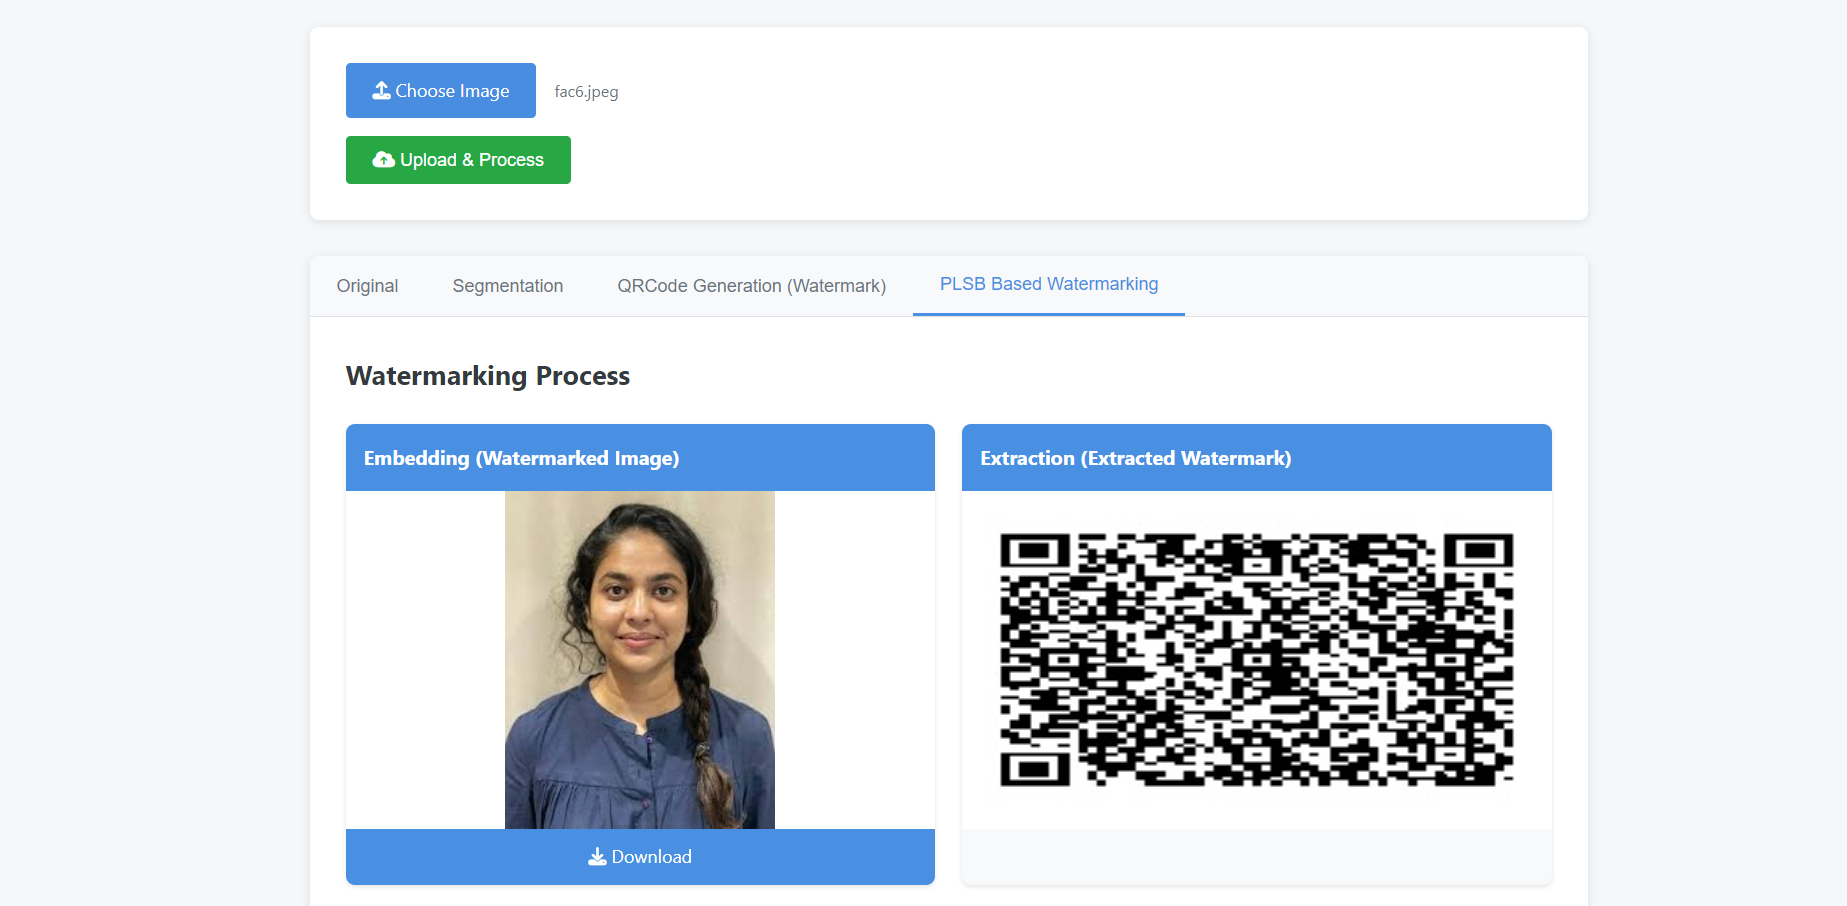 Choose Image fac6.jpeg
Upload & Process
Original Segmentation QRCode Generation (Watermark) PLSB Based Watermarking
Watermarking Process
Embedding (Watermarked Image)
Extraction (Extracted Watermark)
Download